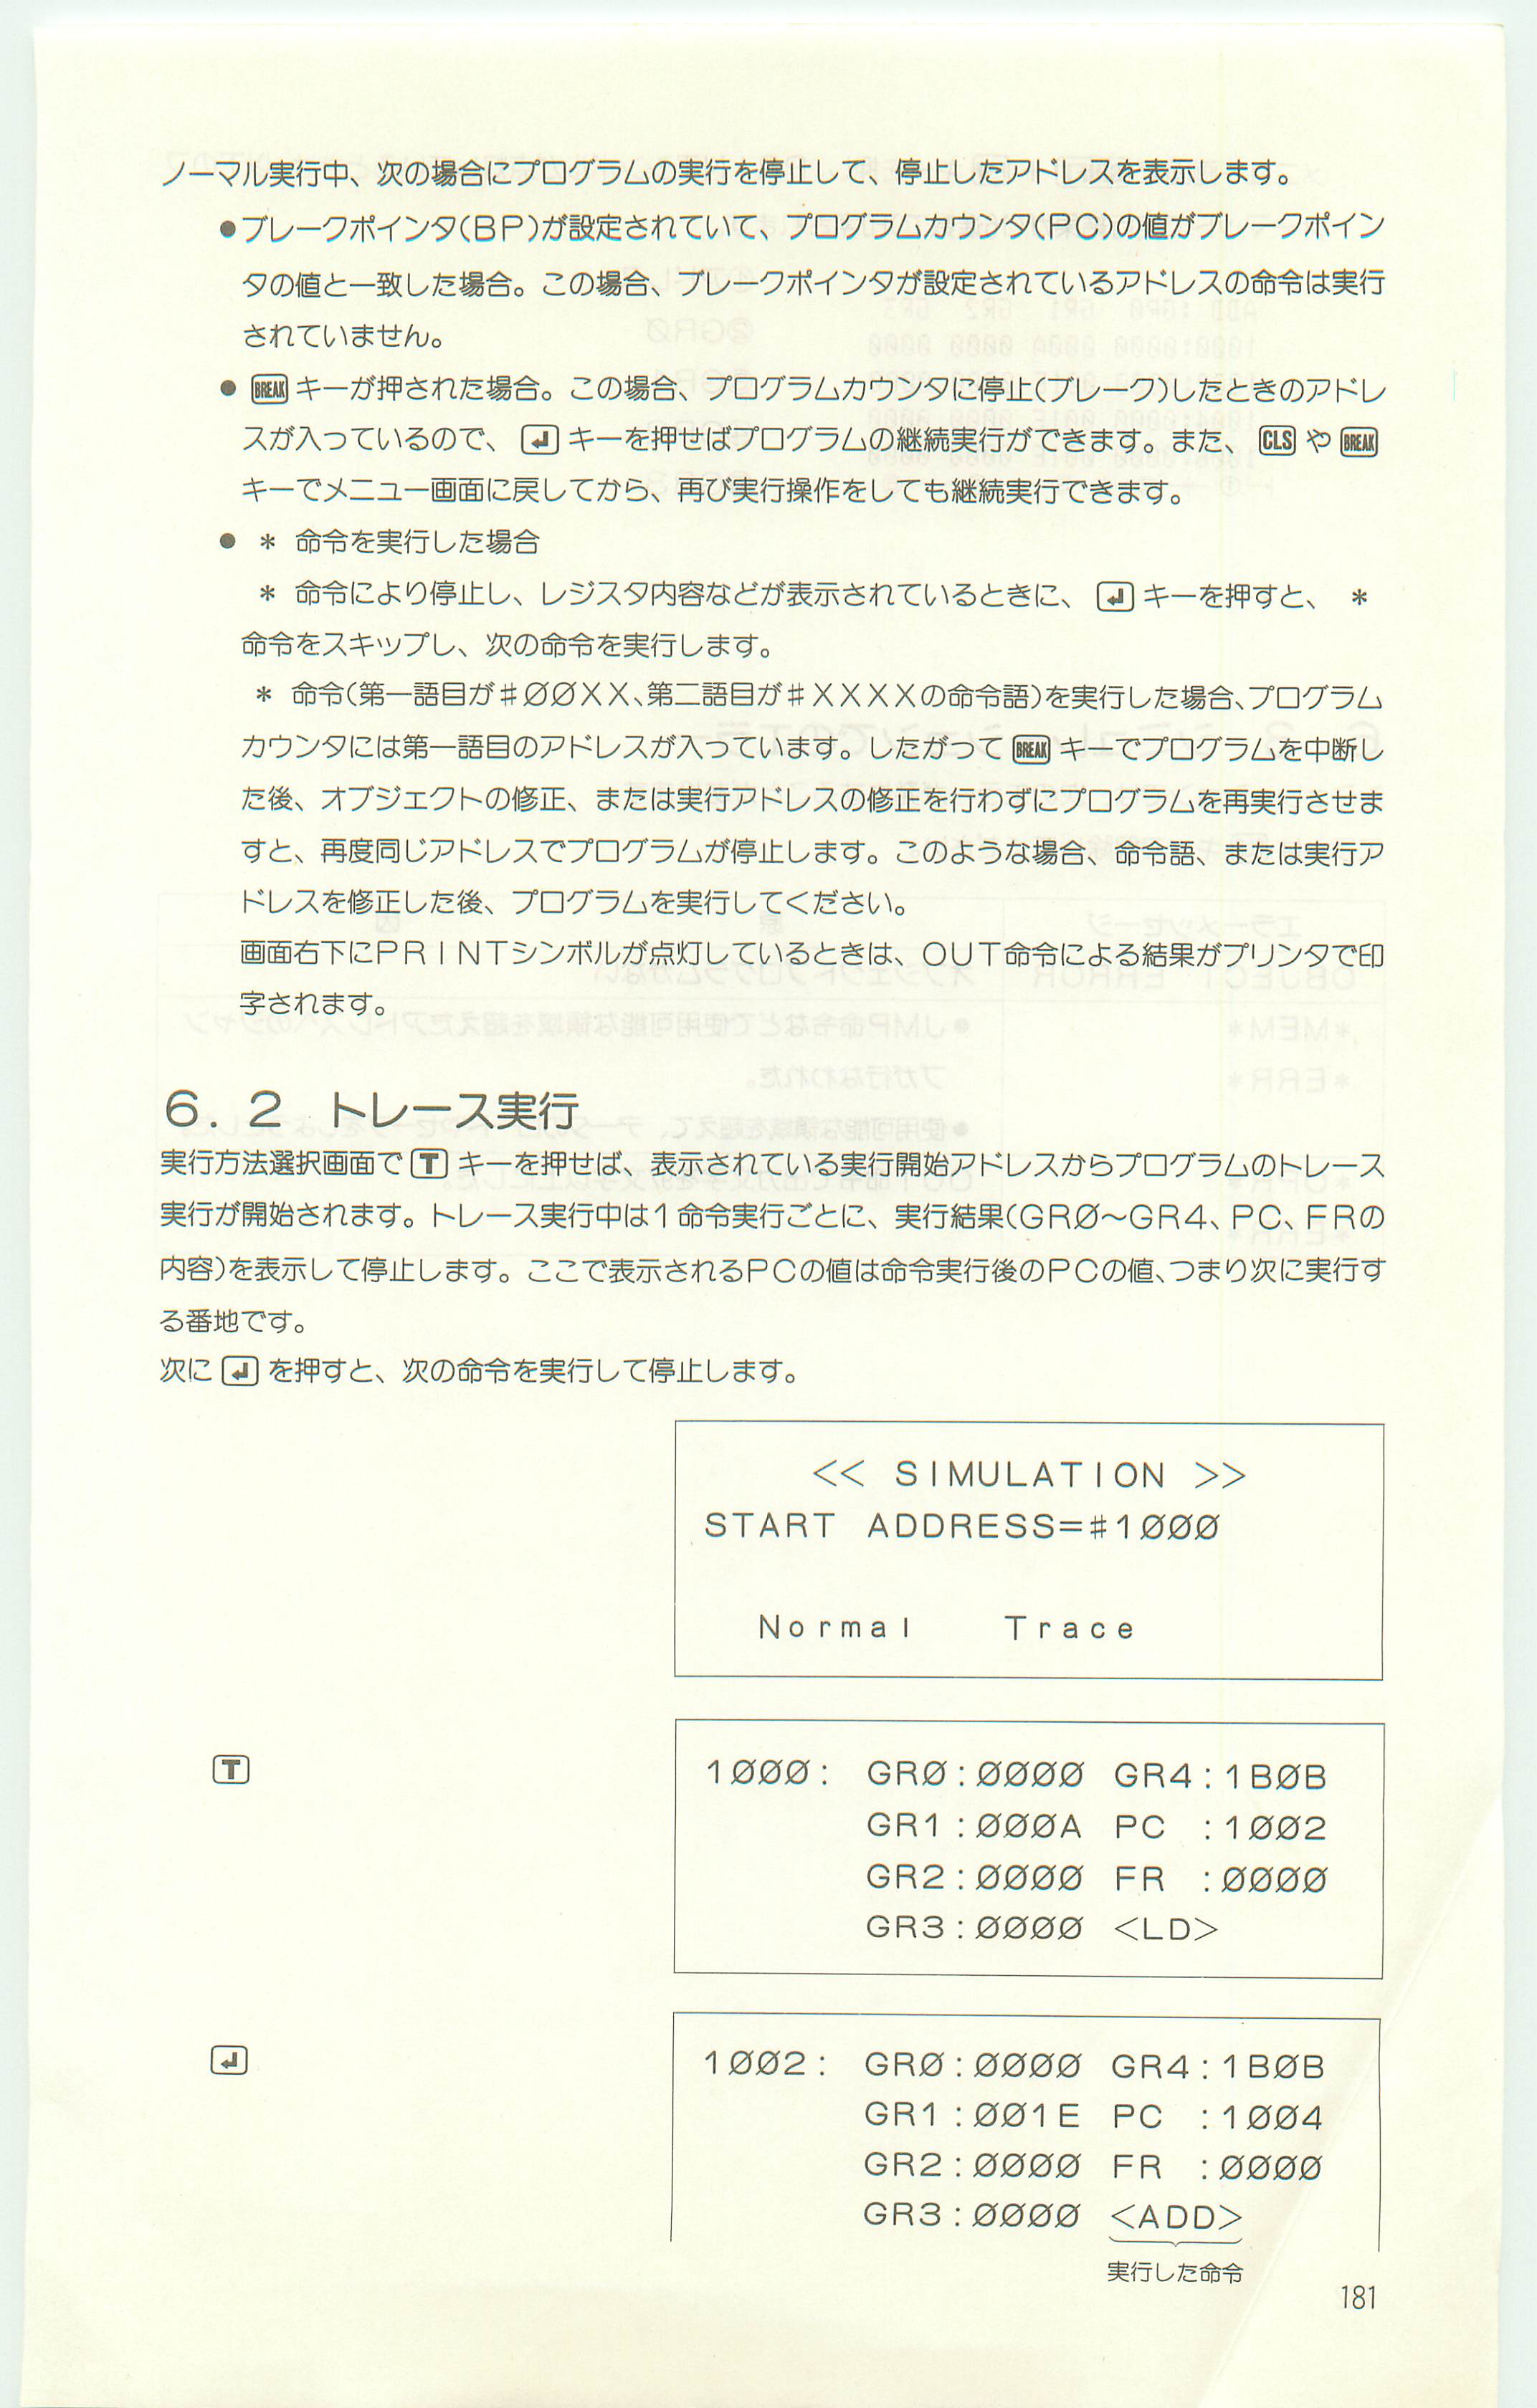 ノーマル実行中、次の場合にプログラムの実行を停止して、停止したアドレスを表示します。
●ブレークポインタ(BP)が設定されていて、プログラムカウンタ(PC)の値がブレークポイン
タの値と一致した場合。この場合、ブレークポインタが設定されているアドレスの命令は実行
されていません。
● BREAK キーが押された場合。この場合、プログラムカウンタに停止(ブレーク)したときのアドレ
スが入っているので、 ↵ キーを押せばプログラムの継続実行ができます。また、 CLS や BREAK
キーでメニュー画面に戻してから、再び実行操作をしても継続実行できます。
● ＊ 命令を実行した場合
＊ 命令により停止し、レジスタ内容などが表示されているときに、 ↵ キーを押すと、 ＊
命令をスキップし、次の命令を実行します。
＊ 命令(第一語目が♯ØØXX、第二語目が♯XXXXの命令語)を実行した場合、プログラム
カウンタには第一語目のアドレスが入っています。したがって BREAK キーでプログラムを中断し
た後、オブジェクトの修正、または実行アドレスの修正を行わずにプログラムを再実行させま
すと、再度同じアドレスでプログラムが停止します。このような場合、命令語、または実行ア
ドレスを修正した後、プログラムを実行してください。
画面右下にPRINTシンボルが点灯しているときは、OUT命令による結果がプリンタで印
字されます。
6．2 トレース実行
実行方法選択画面で T キーを押せば、表示されている実行開始アドレスからプログラムのトレース
実行が開始されます。トレース実行中は1命令実行ごとに、実行結果(GRØ～GR4、PC、FRの
内容)を表示して停止します。ここで表示されるPCの値は命令実行後のPCの値、つまり次に実行す
る番地です。
次に ↵ を押すと、次の命令を実行して停止します。
<< SIMULATION >>
START ADDRESS=♯1ØØØ
Normal Trace
T
1ØØØ: GRØ:ØØØØ GR4:1BØB
GR1:ØØØA PC :1ØØ2
GR2:ØØØØ FR :ØØØØ
GR3:ØØØØ <LD>
↵
1ØØ2: GRØ:ØØØØ GR4:1BØB
GR1:ØØ1E PC :1ØØ4
GR2:ØØØØ FR :ØØØØ
GR3:ØØØØ <ADD>
実行した命令
181